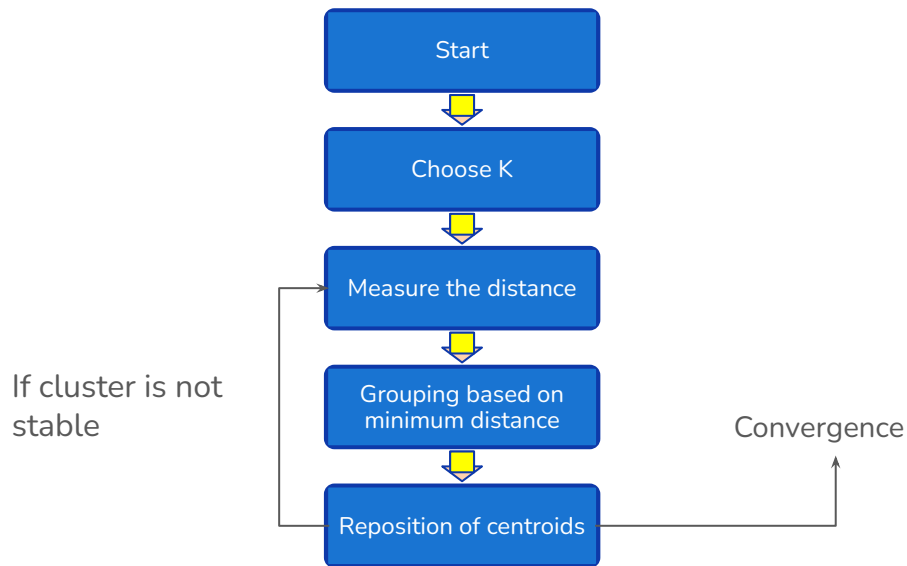 Start
Choose K
Measure the distance
Grouping based on
minimum distance
If cluster is not
stable
Convergence
Reposition of centroids